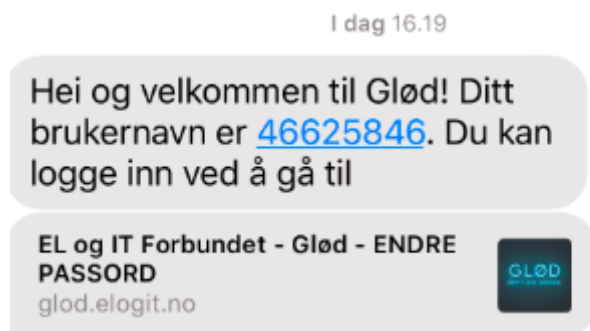 I dag 16.19
Hei og velkommen til Glød! Ditt
brukernavn er 46625846. Du kan
logge inn ved å gå til
EL og IT Forbundet - Glød - ENDRE
PASSORD
glod.elogit.no
GLØD